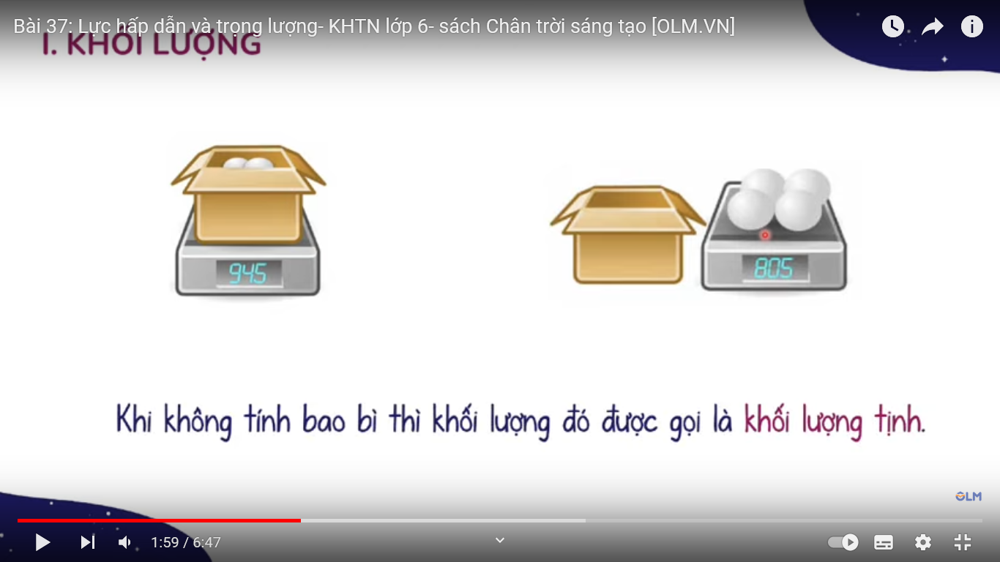 Bài 37: Lực hấp dẫn và trọng lượng- KHTN lớp 6- sách Chân trời sáng tạo [OLM.VN]
I. KHỐI LƯỢNG
945
805
Khi không tính bao bì thì khối lượng đó được gọi là khối lượng tịnh.
OLM
1:59 / 6:47